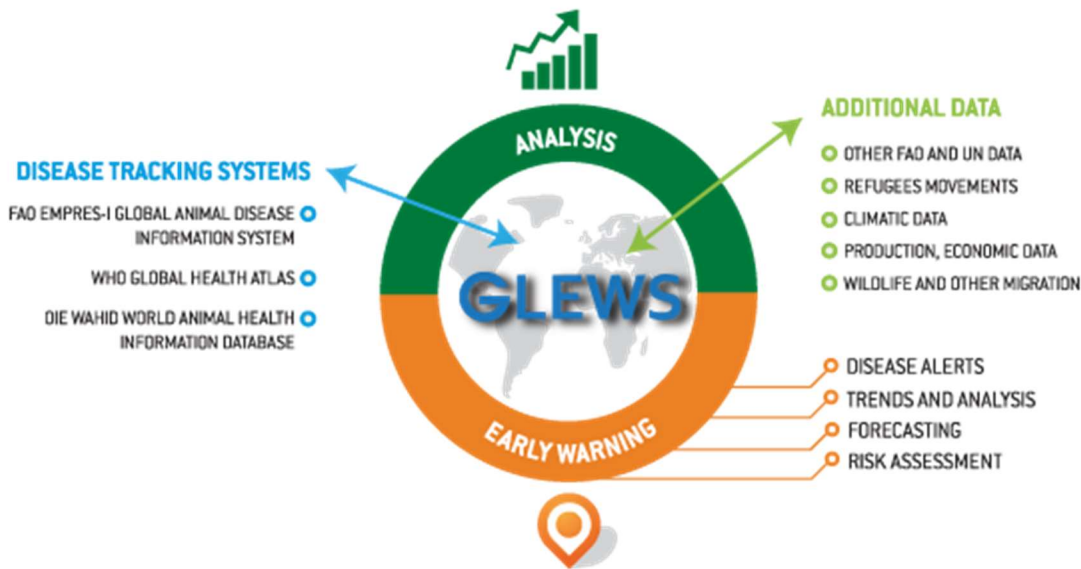 ANALYSIS
DISEASE TRACKING SYSTEMS
FAO EMPRES-I GLOBAL ANIMAL DISEASE
INFORMATION SYSTEM
WHO GLOBAL HEALTH ATLAS
OIE WAHID WORLD ANIMAL HEALTH
INFORMATION DATABASE
GLEWS
ADDITIONAL DATA
OTHER FAO AND UN DATA
REFUGEES MOVEMENTS
CLIMATIC DATA
PRODUCTION, ECONOMIC DATA
WILDLIFE AND OTHER MIGRATION
EARLY WARNING
DISEASE ALERTS
TRENDS AND ANALYSIS
FORECASTING
RISK ASSESSMENT